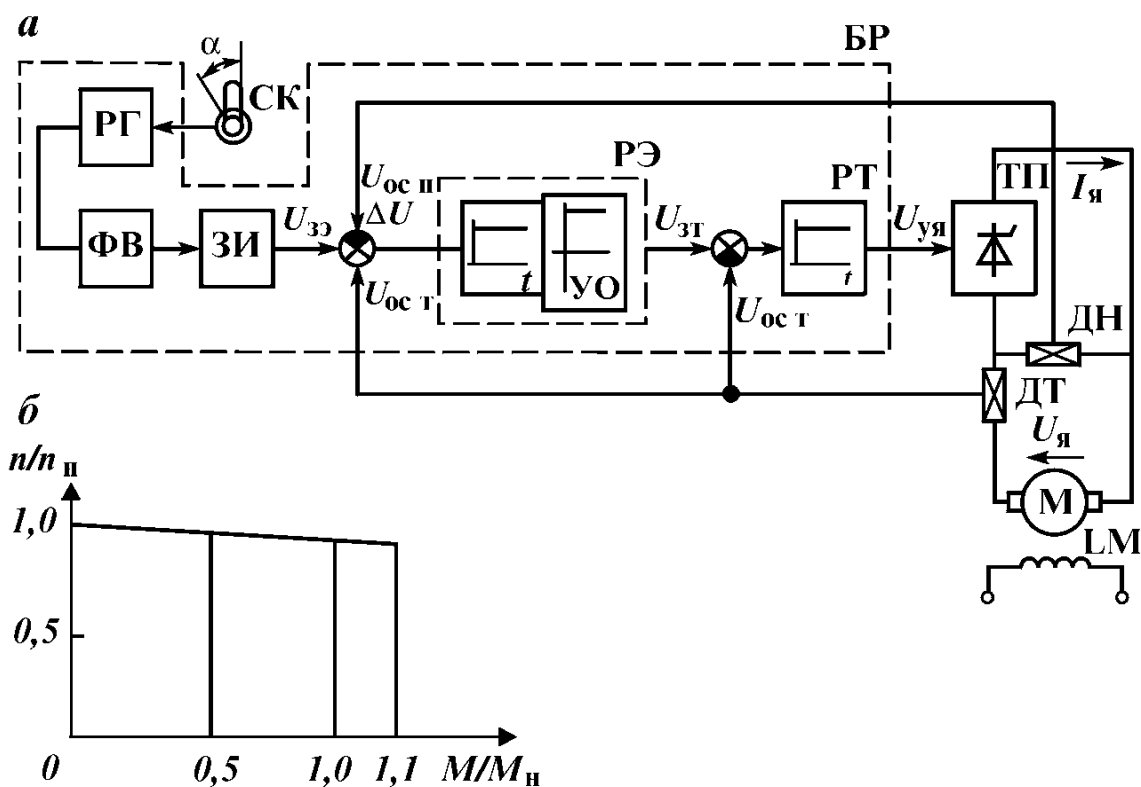 а
α
СК
БР
РГ
РЭ
РТ
ТП
Iя
Uос н
ΔU
ФВ
ЗИ
Uзэ
t
УО
Uзт
t
Uуя
Uос т
Uос т
ДН
ДТ
Uя
М
LM
б
n/nн
1,0
0,5
0
0,5
1,0
1,1
М/Мн